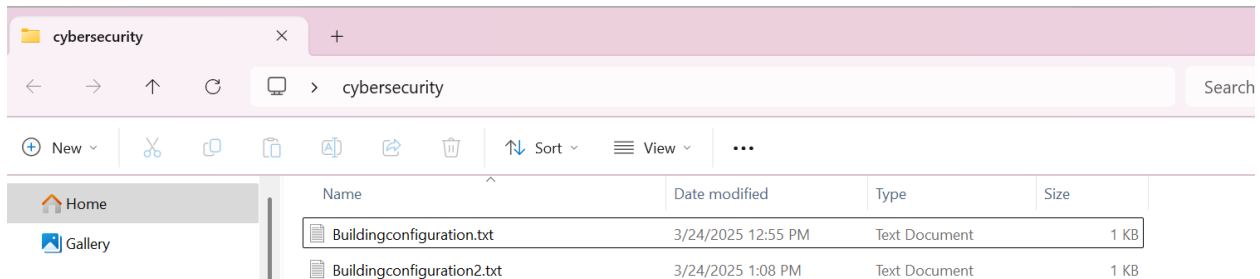 cybersecurity
cybersecurity
Search
New
Sort
View
Home
Gallery
Name Date modified Type Size
Buildingconfiguration.txt 3/24/2025 12:55 PM Text Document 1 KB
Buildingconfiguration2.txt 3/24/2025 1:08 PM Text Document 1 KB